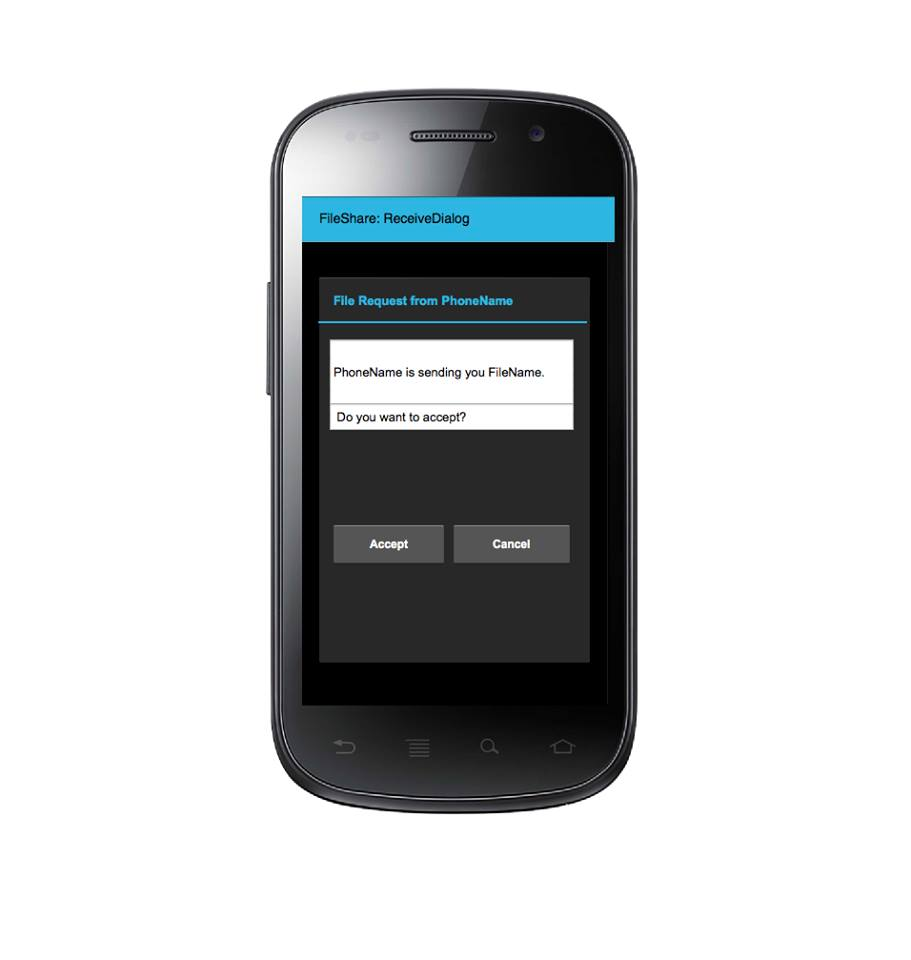 FileShare: ReceiveDialog
File Request from PhoneName
PhoneName is sending you FileName.
Do you want to accept?
Accept Cancel